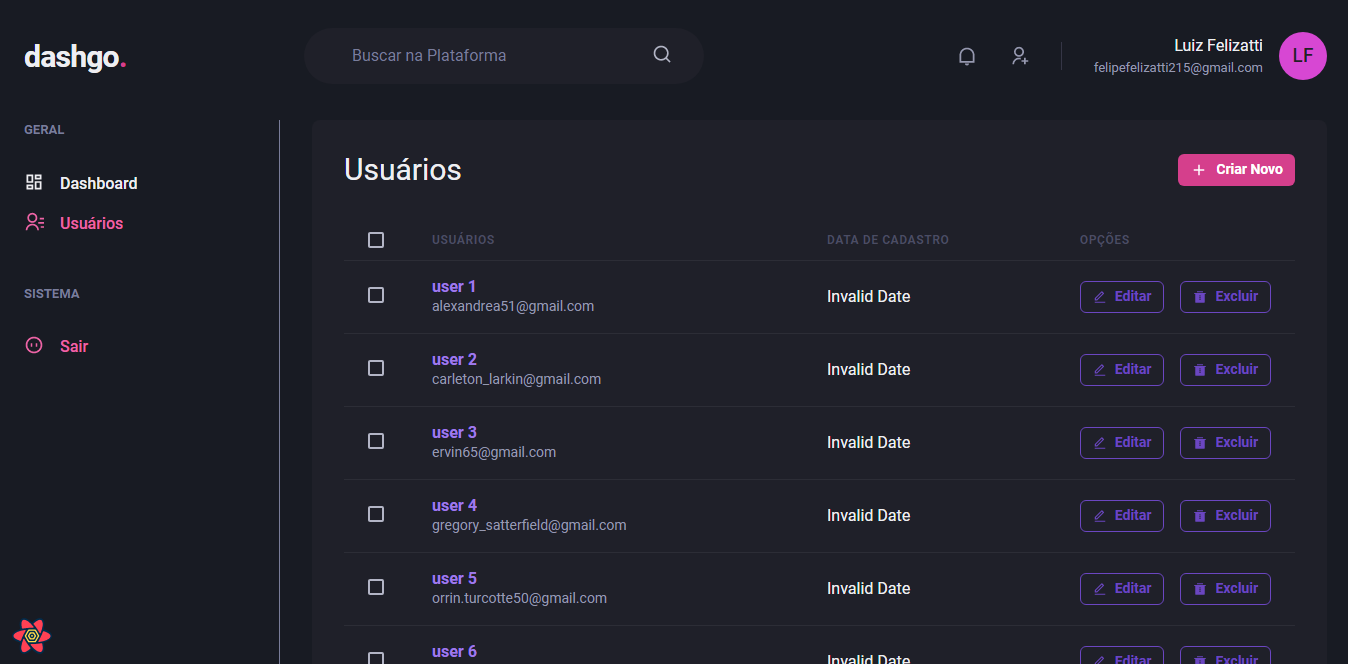 dashgo.
Buscar na Plataforma
Luiz Felizatti
felipefelizatti215@gmail.com
LF
GERAL
Dashboard
Usuários
SISTEMA
Sair
Usuários
Criar Novo
USUÁRIOS DATA DE CADASTRO OPÇÕES
user 1
alexandrea51@gmail.com
Invalid Date
Editar Excluir
user 2
carleton_larkin@gmail.com
Invalid Date
Editar Excluir
user 3
ervin65@gmail.com
Invalid Date
Editar Excluir
user 4
gregory_satterfield@gmail.com
Invalid Date
Editar Excluir
user 5
orrin.turcotte50@gmail.com
Invalid Date
Editar Excluir
user 6
Invalid Date
Editar Excluir